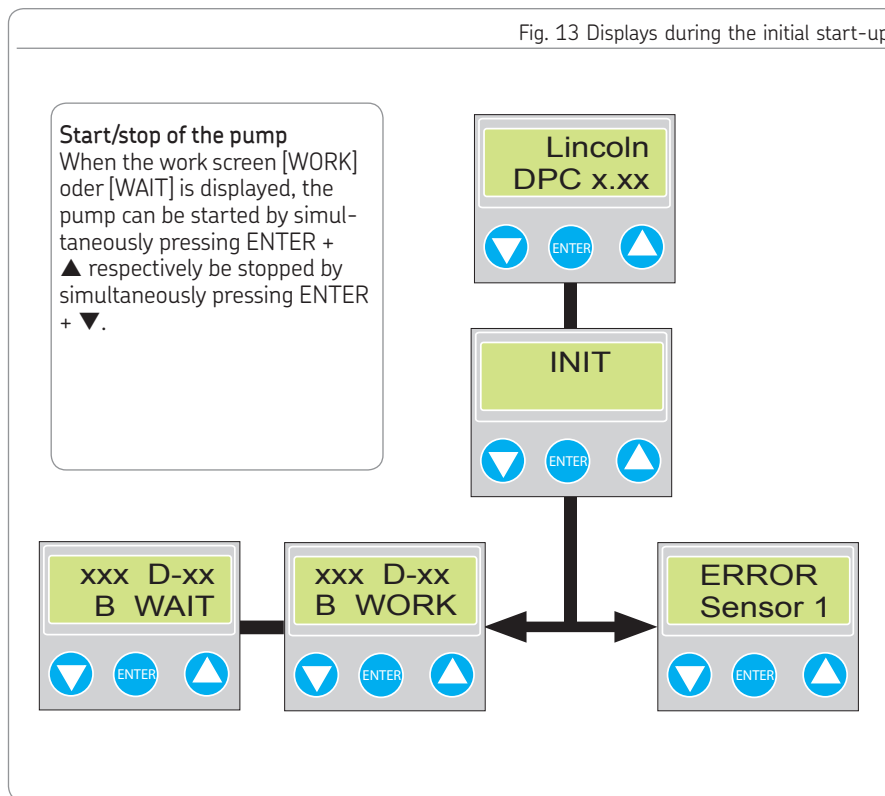 Fig. 13 Displays during the initial start-up
Start/stop of the pump
When the work screen [WORK]
oder [WAIT] is displayed, the
pump can be started by simul-
taneously pressing ENTER +
▲ respectively be stopped by
simultaneously pressing ENTER
+ ▼.
Lincoln
DPC x.xx
ENTER
INIT
ENTER
xxx D-xx
B WAIT
ENTER
xxx D-xx
B WORK
ENTER
ERROR
Sensor 1
ENTER